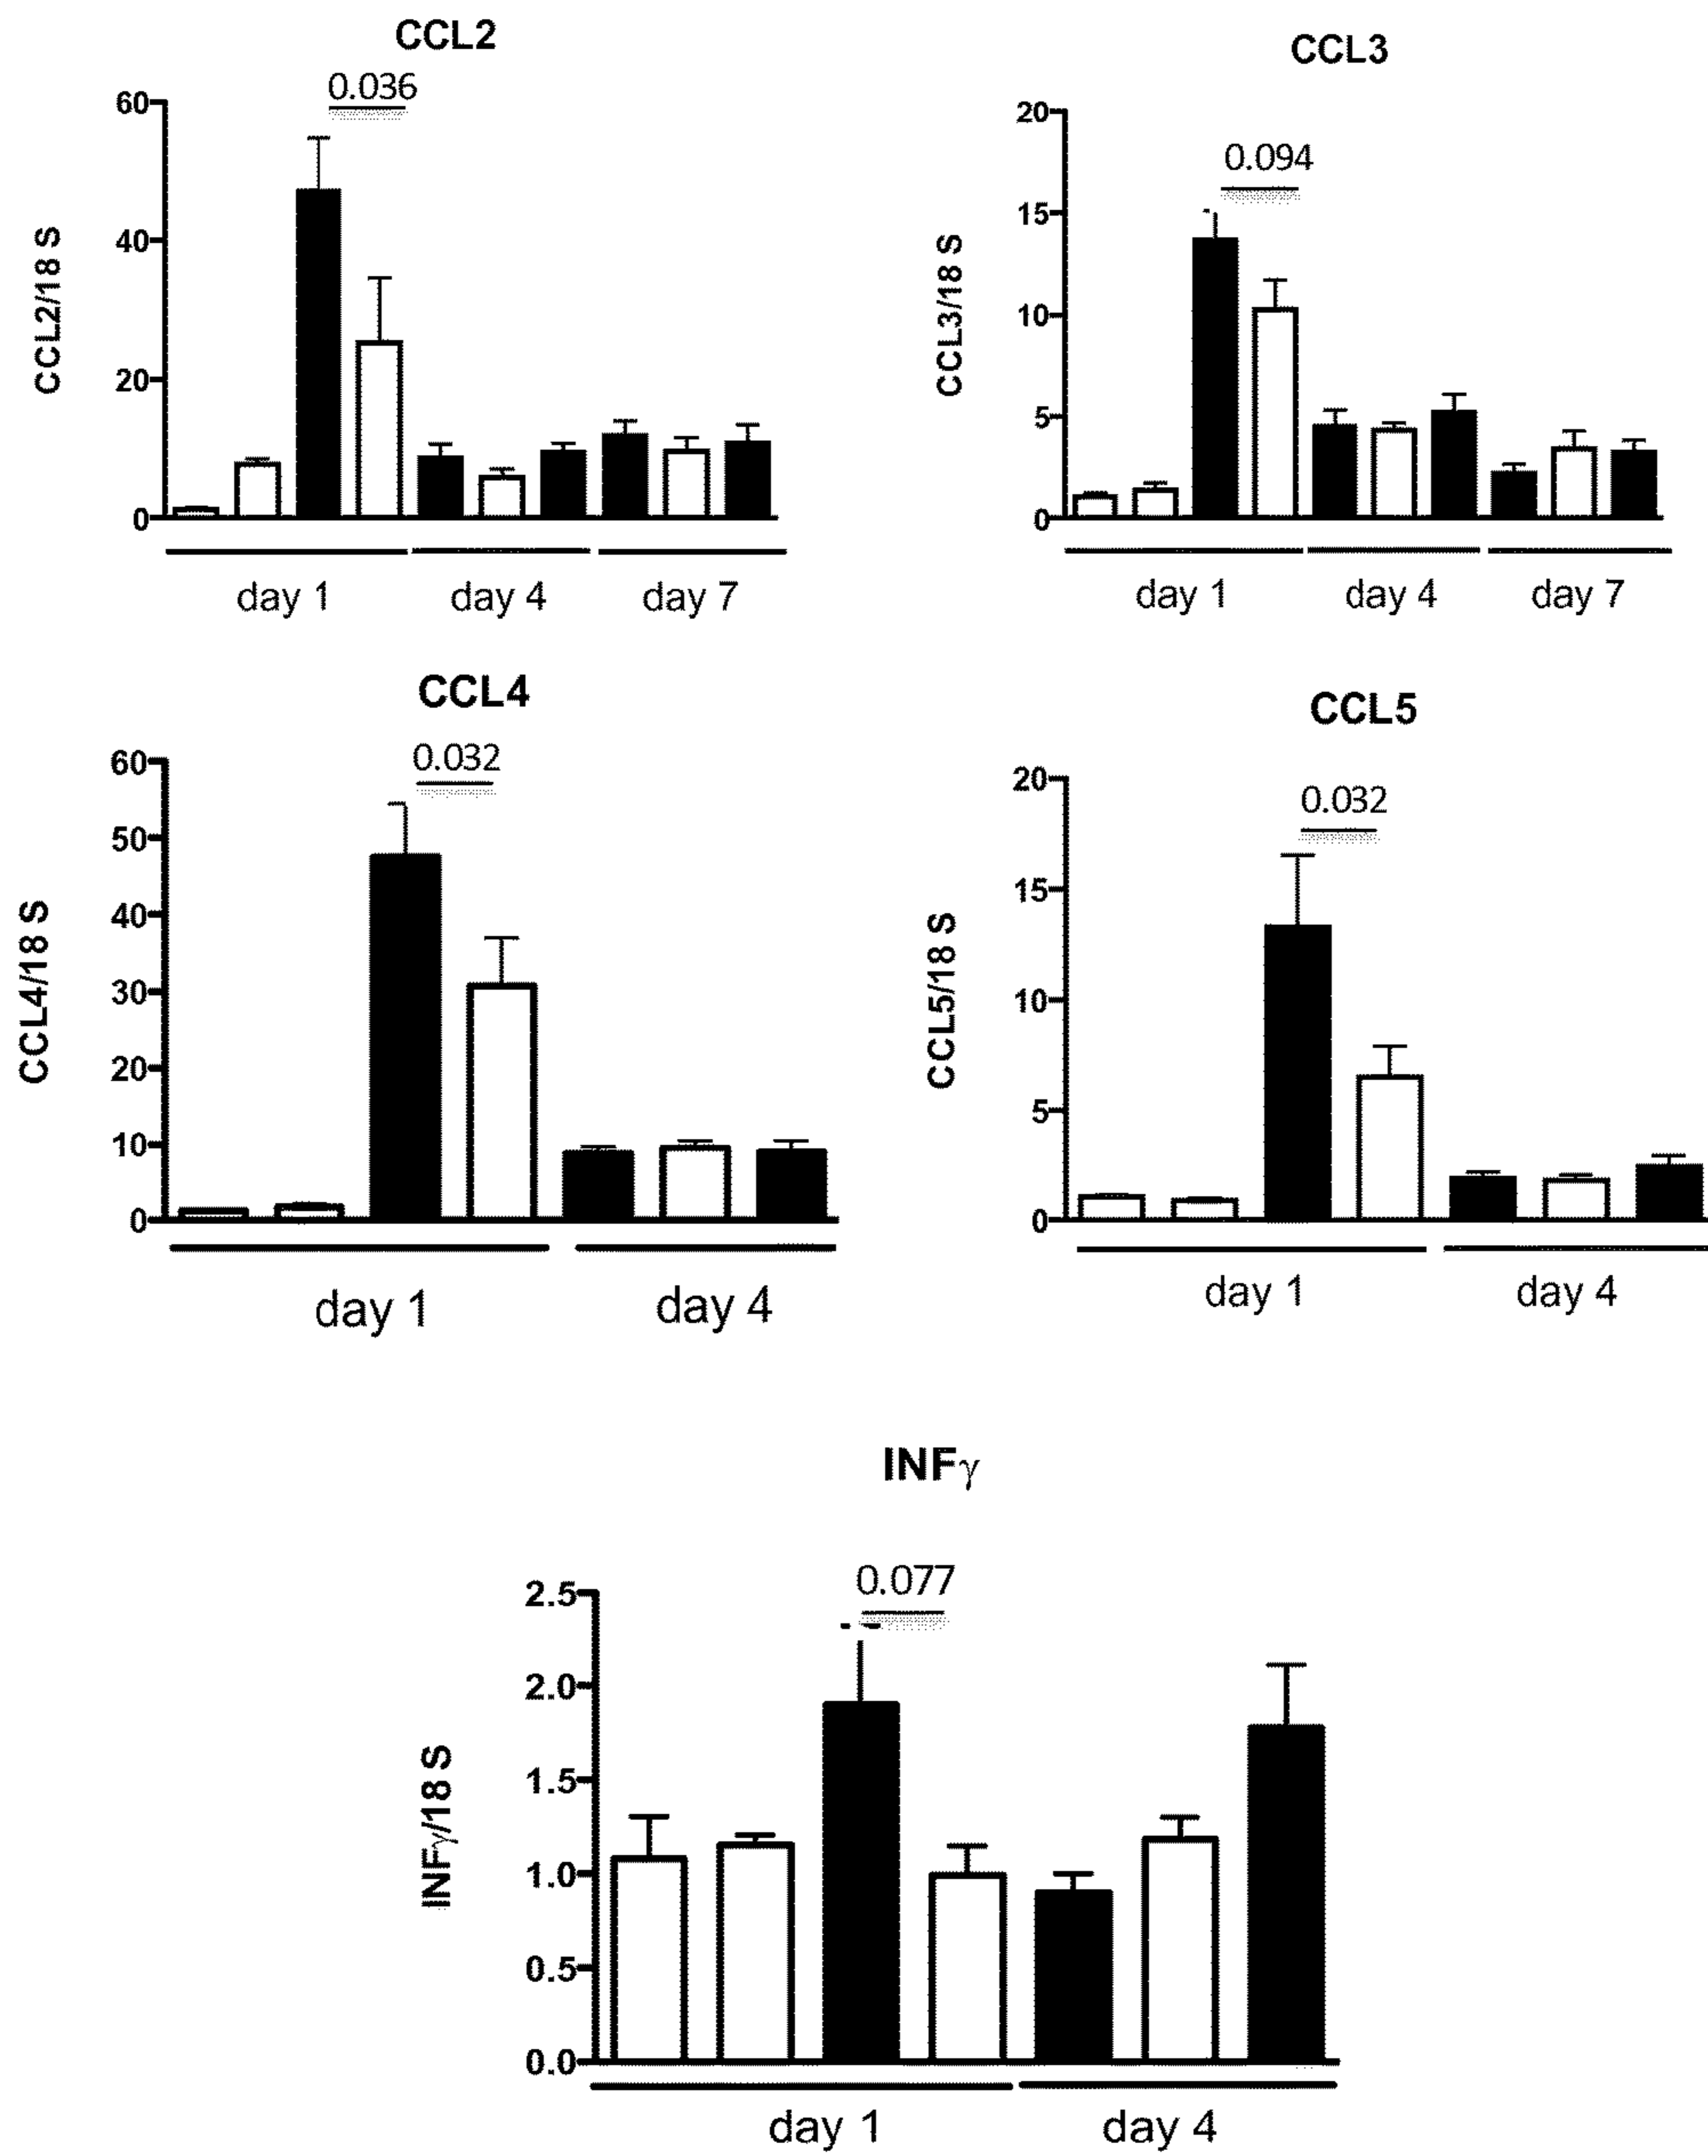 CCL2
0.036
60
40
20
0
CCL2/18 S
day 1 day 4 day 7
CCL3
0.094
20
15
10
5
0
CCL3/18 S
day 1 day 4 day 7
CCL4
0.032
60
50
40
30
20
10
0
CCL4/18 S
day 1 day 4
CCL5
0.032
20
15
10
5
0
CCL5/18 S
day 1 day 4
INFγ
0.077
2.5
2.0
1.5
1.0
0.5
0.0
INFγ/18 S
day 1 day 4